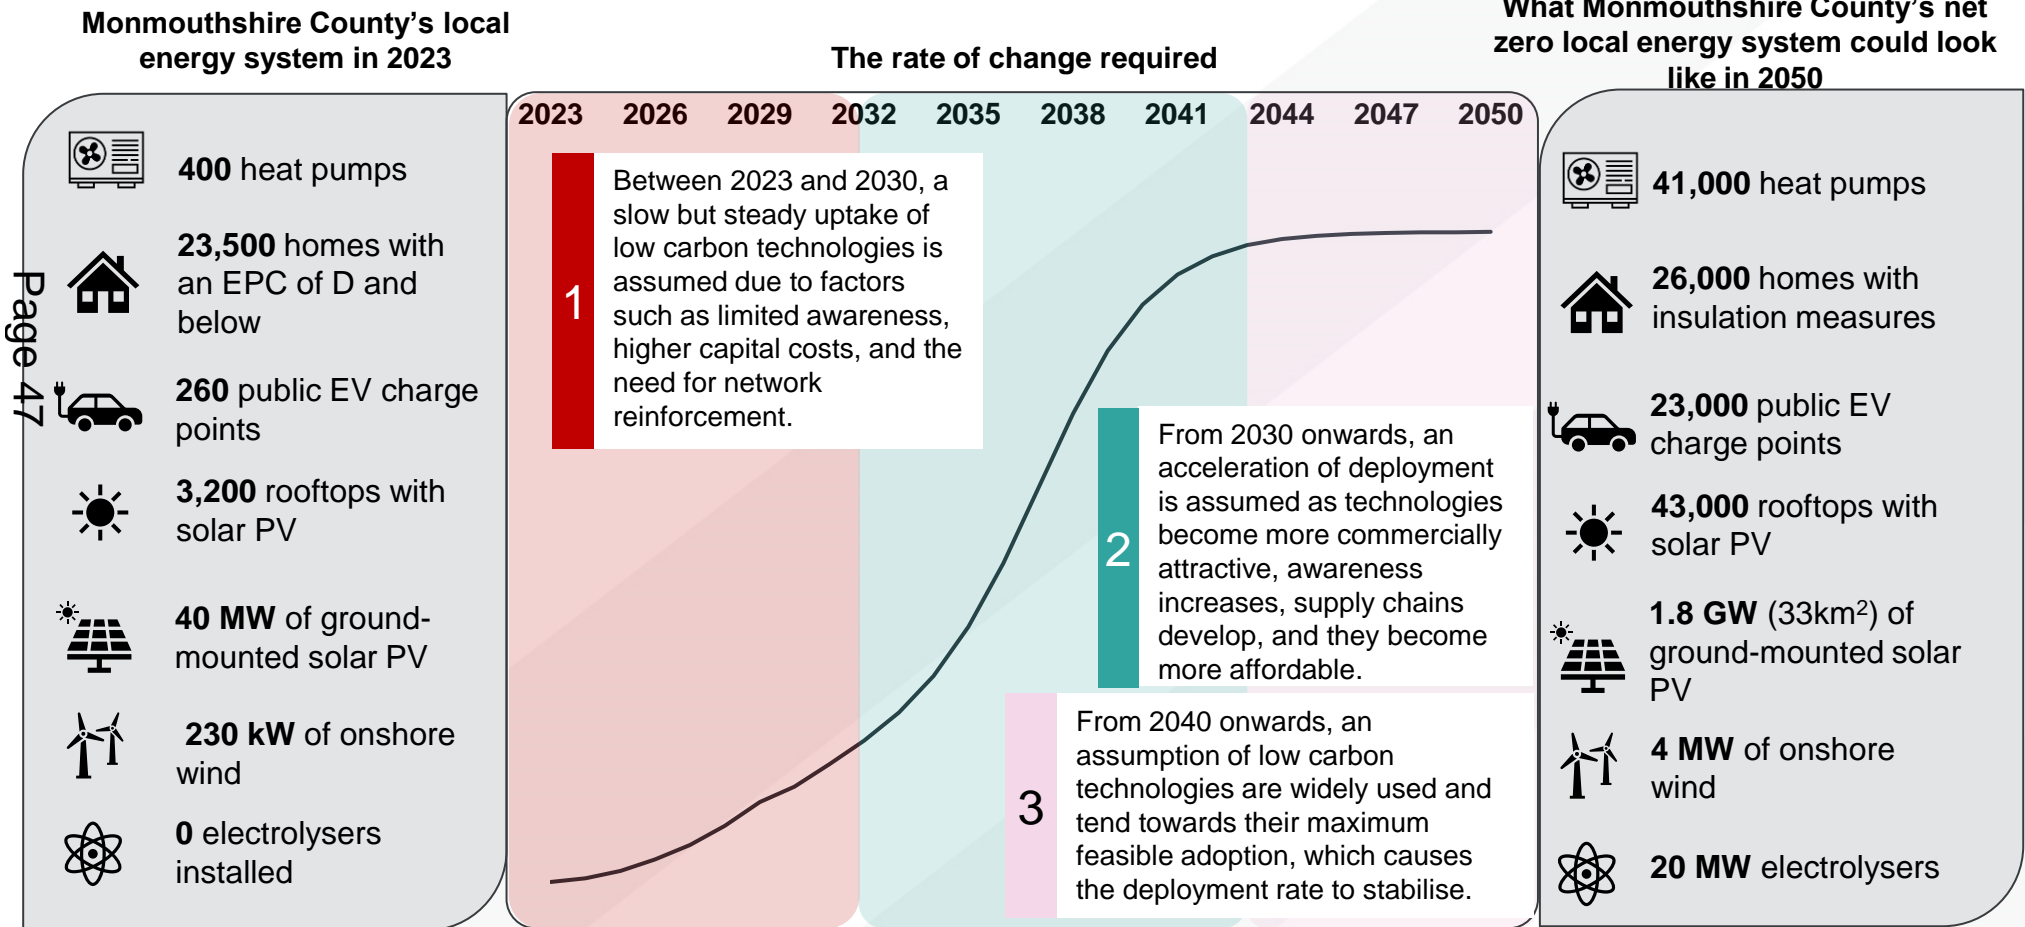 Monmouthshire County's local
energy system in 2023
400 heat pumps
23,500 homes with
an EPC of D and
below
260 public EV charge
points
3,200 rooftops with
solar PV
40 MW of ground-
mounted solar PV
230 kW of onshore
wind
0 electrolysers
installed
Page 47
The rate of change required
2023 2026 2029 2032 2035 2038 2041 2044 2047 2050
1
Between 2023 and 2030, a
slow but steady uptake of
low carbon technologies is
assumed due to factors
such as limited awareness,
higher capital costs, and the
need for network
reinforcement.
2
From 2030 onwards, an
acceleration of deployment
is assumed as technologies
become more commercially
attractive, awareness
increases, supply chains
develop, and they become
more affordable.
3
From 2040 onwards, an
assumption of low carbon
technologies are widely used and
tend towards their maximum
feasible adoption, which causes
the deployment rate to stabilise.
What Monmouthshire County's net
zero local energy system could look
like in 2050
41,000 heat pumps
26,000 homes with
insulation measures
23,000 public EV
charge points
43,000 rooftops with
solar PV
1.8 GW (33km²) of
ground-mounted solar
PV
4 MW of onshore
wind
20 MW electrolysers